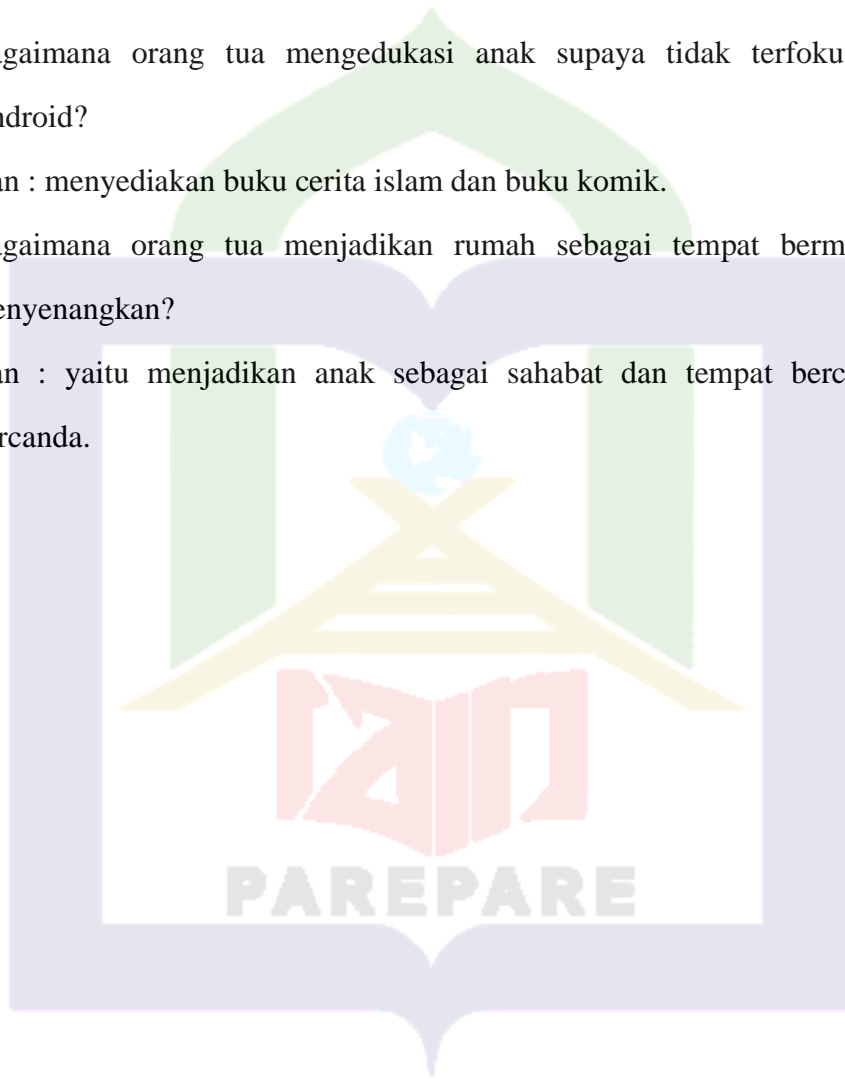 agaimana orang tua mengedukasi anak supaya tidak terfoku
ndroid?
an : menyediakan buku cerita islam dan buku komik.
agaimana orang tua menjadikan rumah sebagai tempat berm
enyenangkan?
an : yaitu menjadikan anak sebagai sahabat dan tempat berc
rcanda.
iain
PAREPARE